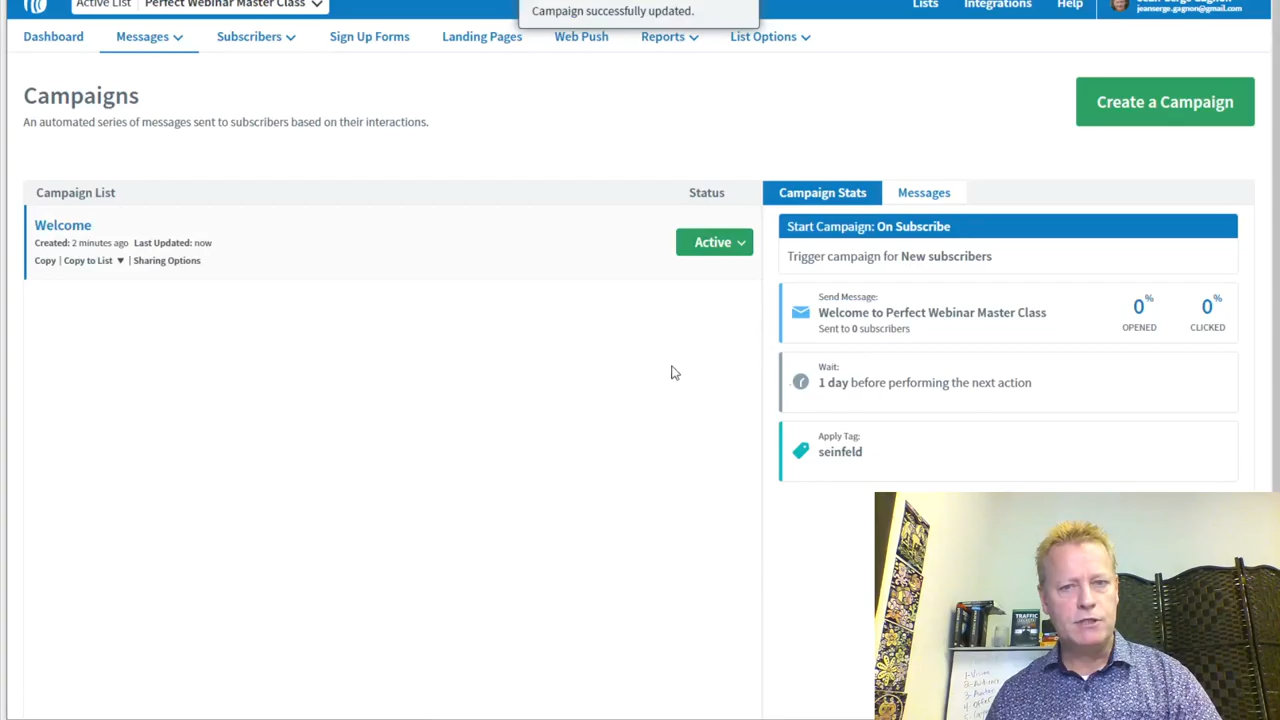 Active List Perfect Webinar Master Class
Campaign successfully updated.
Lists Integrations Help
jeanserge.gagnon@gmail.com
Dashboard Messages Subscribers Sign Up Forms Landing Pages Web Push Reports List Options
Campaigns
An automated series of messages sent to subscribers based on their interactions.
Create a Campaign
Campaign List Status
Campaign Stats Messages
Welcome
Created: 2 minutes ago Last Updated: now
Copy | Copy to List ▼ | Sharing Options
Active
Start Campaign: On Subscribe
Trigger campaign for New subscribers
Send Message:
Welcome to Perfect Webinar Master Class
Sent to 0 subscribers
0%
OPENED
0%
CLICKED
Wait:
1 day before performing the next action
Apply Tag:
seinfeld
TRAFFIC